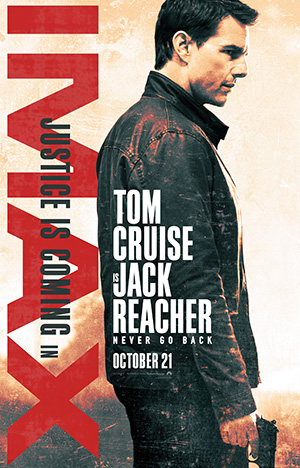 IMAX
JUSTICE IS COMING IN
TOM
CRUISE
IS JACK
REACHER
NEVER GO BACK
OCTOBER 21